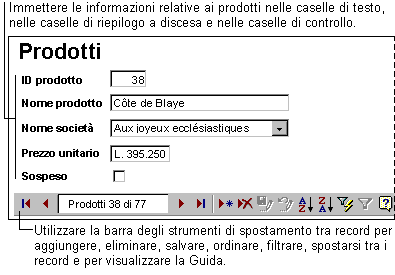 Immettere le informazioni relative ai prodotti nelle caselle di testo,
nelle caselle di riepilogo a discesa e nelle caselle di controllo.
Prodotti
ID prodotto 38
Nome prodotto Côte de Blaye
Nome società Aux joyeux ecclésiastiques
Prezzo unitario L. 395.250
Sospeso
Prodotti 38 di 77
Utilizzare la barra degli strumenti di spostamento tra record per
aggiungere, eliminare, salvare, ordinare, filtrare, spostarsi tra i
record e per visualizzare la Guida.